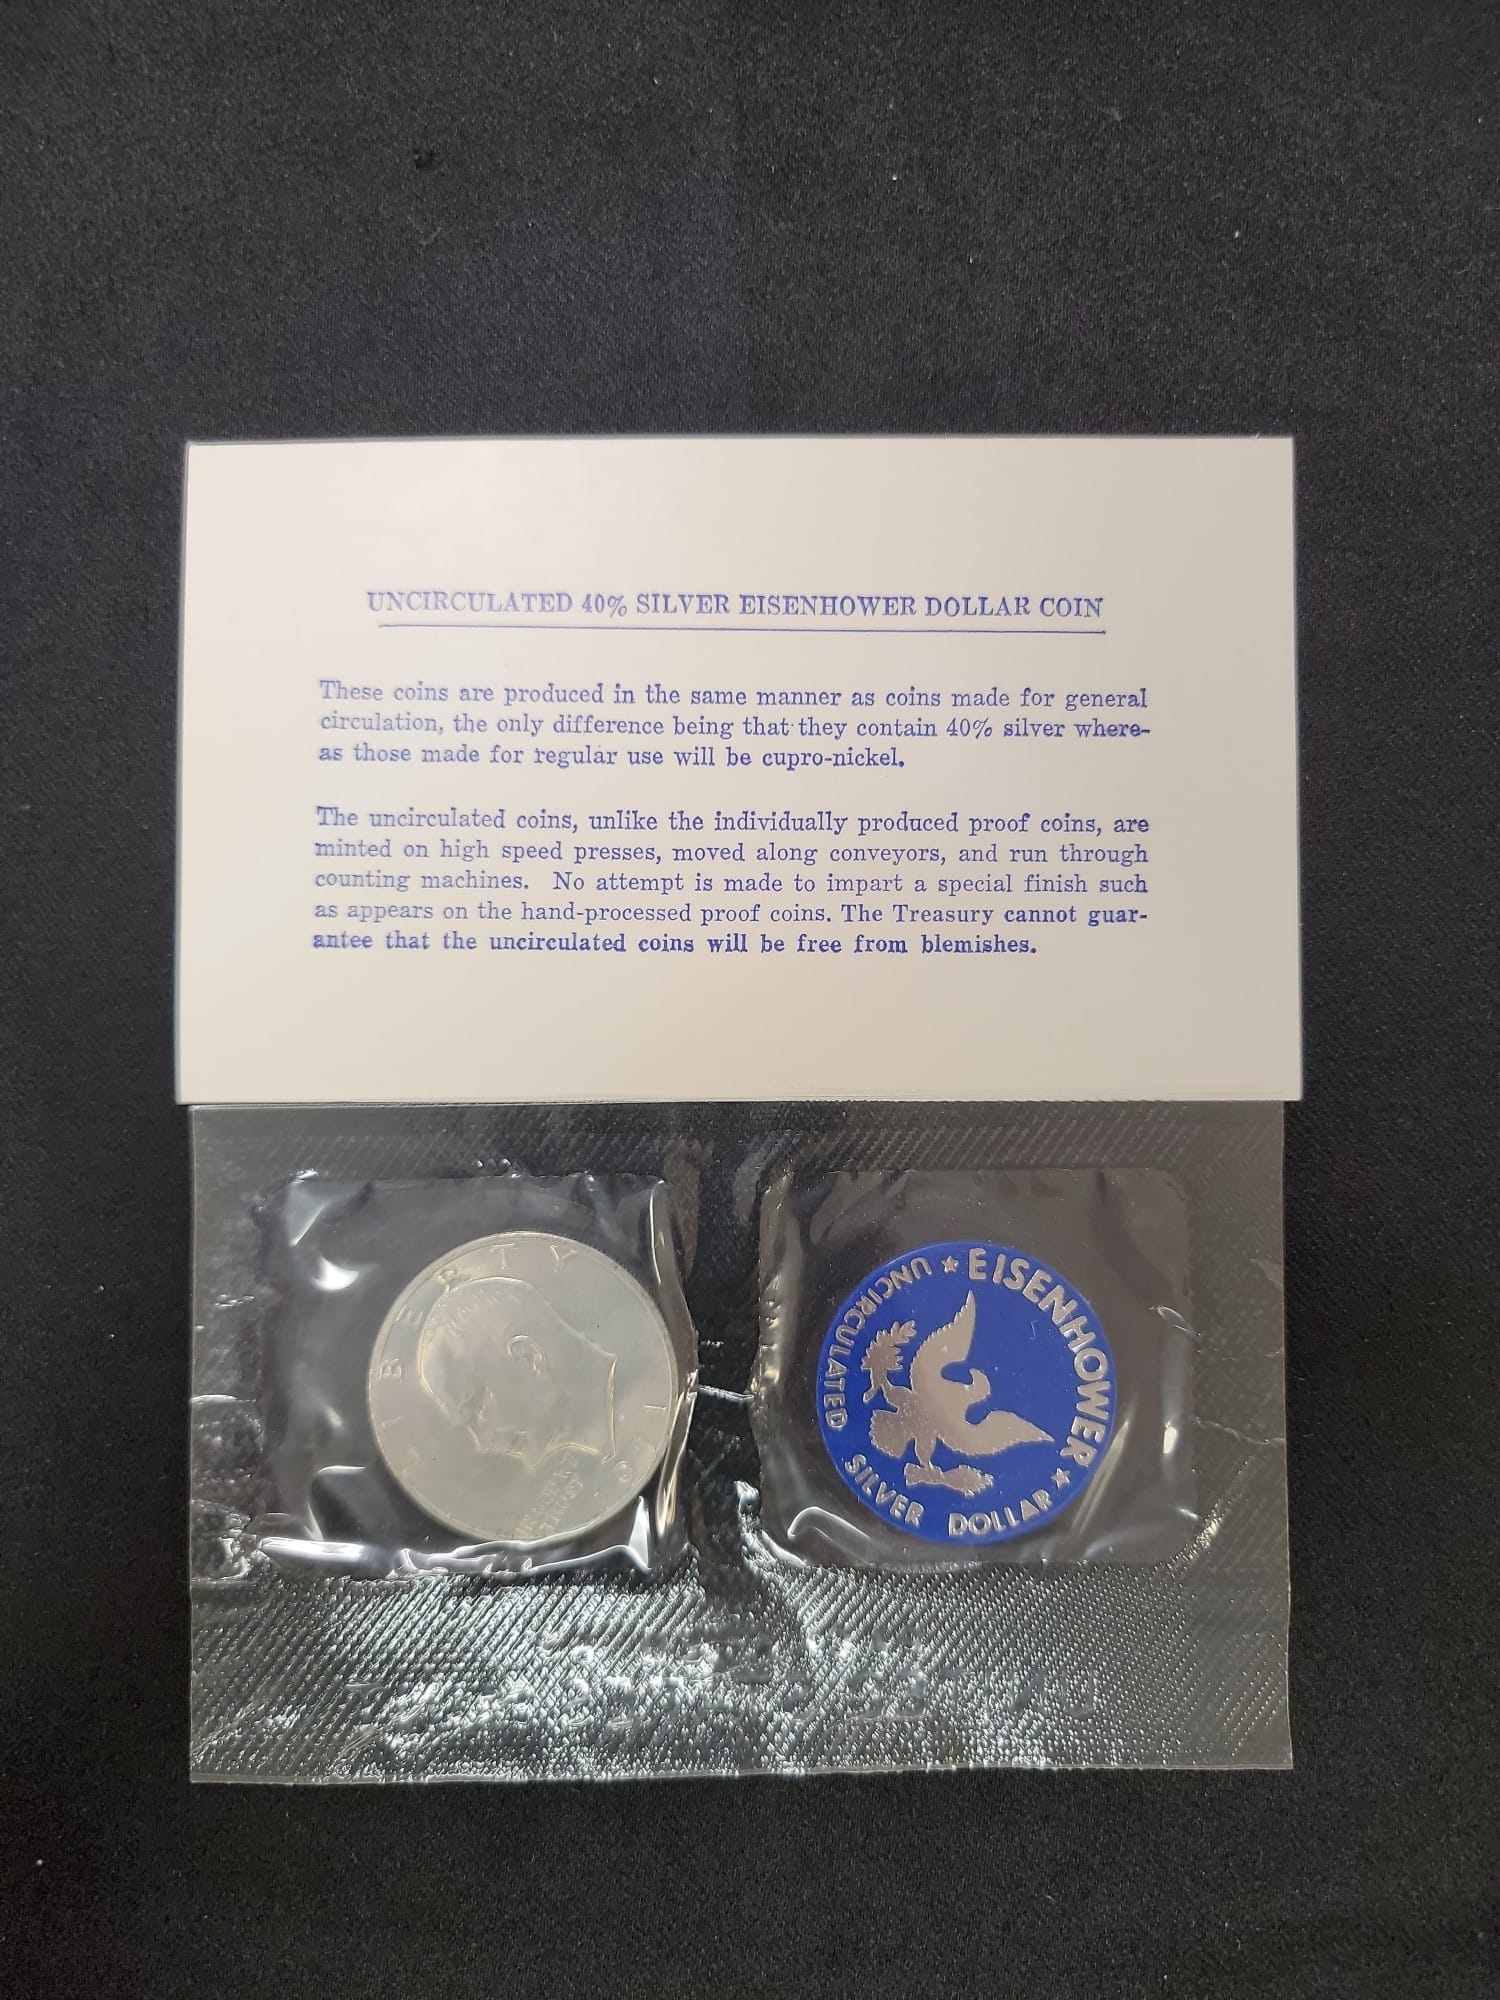 UNCIRCULATED 40% SILVER EISENHOWER DOLLAR COIN
These coins are produced in the same manner as coins made for general
circulation, the only difference being that they contain 40% silver where-
as those made for regular use will be cupro-nickel.
The uncirculated coins, unlike the individually produced proof coins, are
minted on high speed presses, moved along conveyors, and run through
counting machines. No attempt is made to impart a special finish such
as appears on the hand-processed proof coins. The Treasury cannot guar-
antee that the uncirculated coins will be free from blemishes.
LIBERTY
EISENHOWER
UNCIRCULATED SILVER DOLLAR